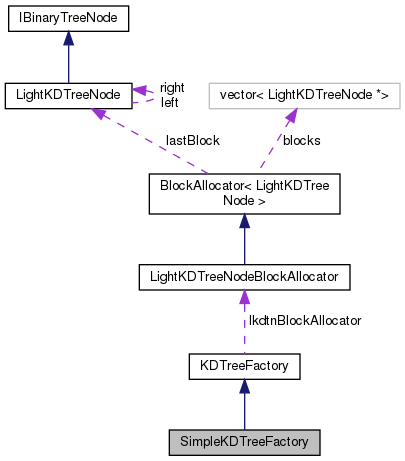 IBinaryTreeNode
LightKDTreeNode
right
left
vector< LightKDTreeNode *>
lastBlock
blocks
BlockAllocator< LightKDTree
Node >
LightKDTreeNodeBlockAllocator
lkdtnBlockAllocator
KDTreeFactory
SimpleKDTreeFactory